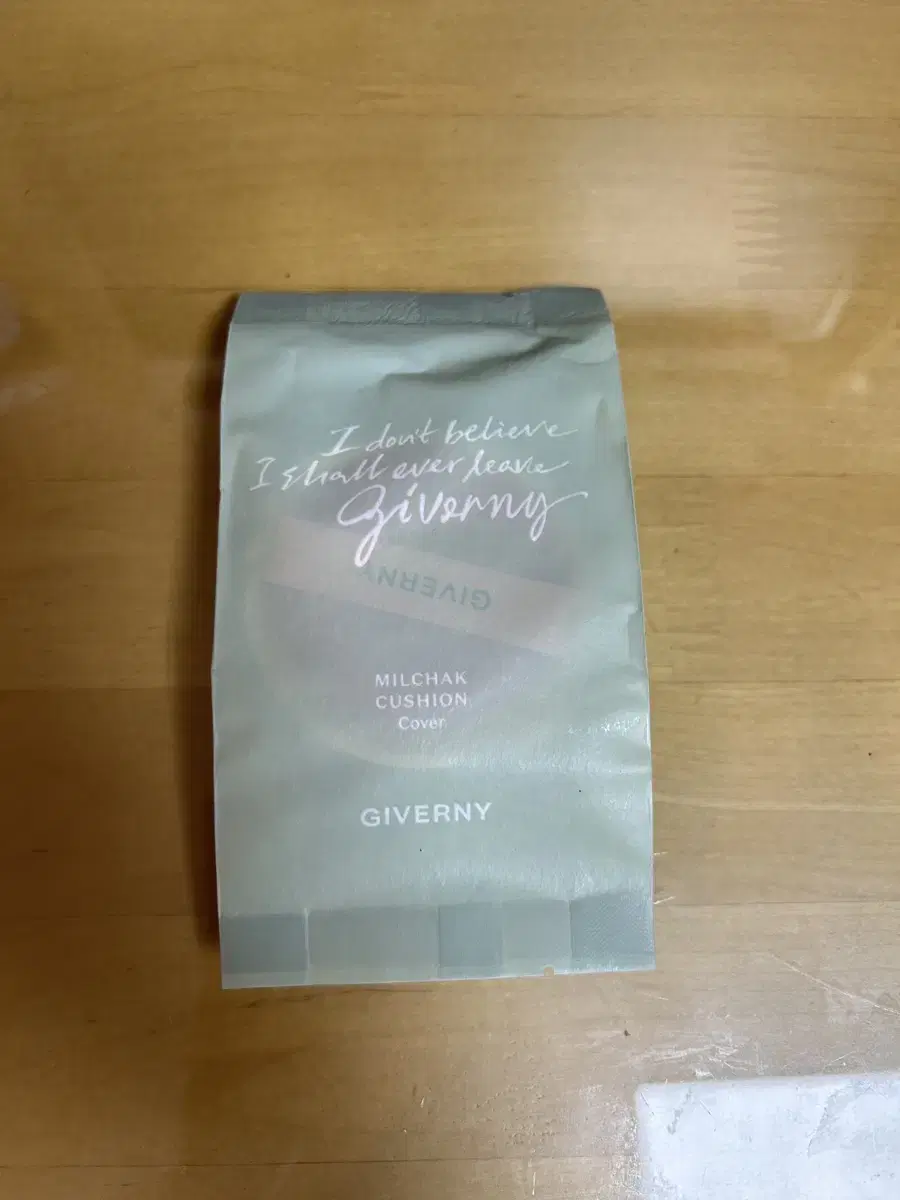 I don't believe
I shall ever leave
Giverny
GIVERNY
MILCHAK
CUSHION
Cover
GIVERNY